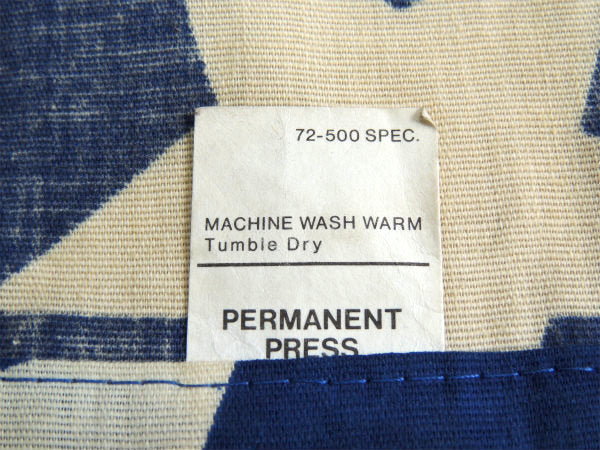 72-500 SPEC.
MACHINE WASH WARM
Tumble Dry
PERMANENT
PRESS